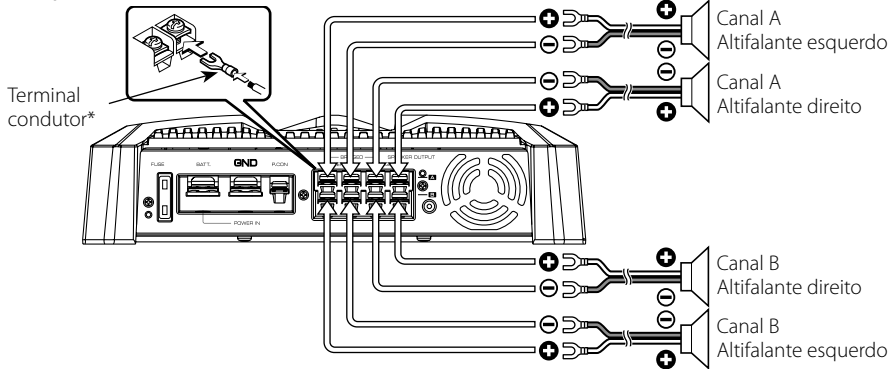 Canal A
Altifalante esquerdo
Canal A
Altifalante direito
Terminal
condutor*
FUSE
BATT.
GND
P.CON
SPEAKER OUTPUT
A
B
POWER IN
Canal B
Altifalante direito
Canal B
Altifalante esquerdo